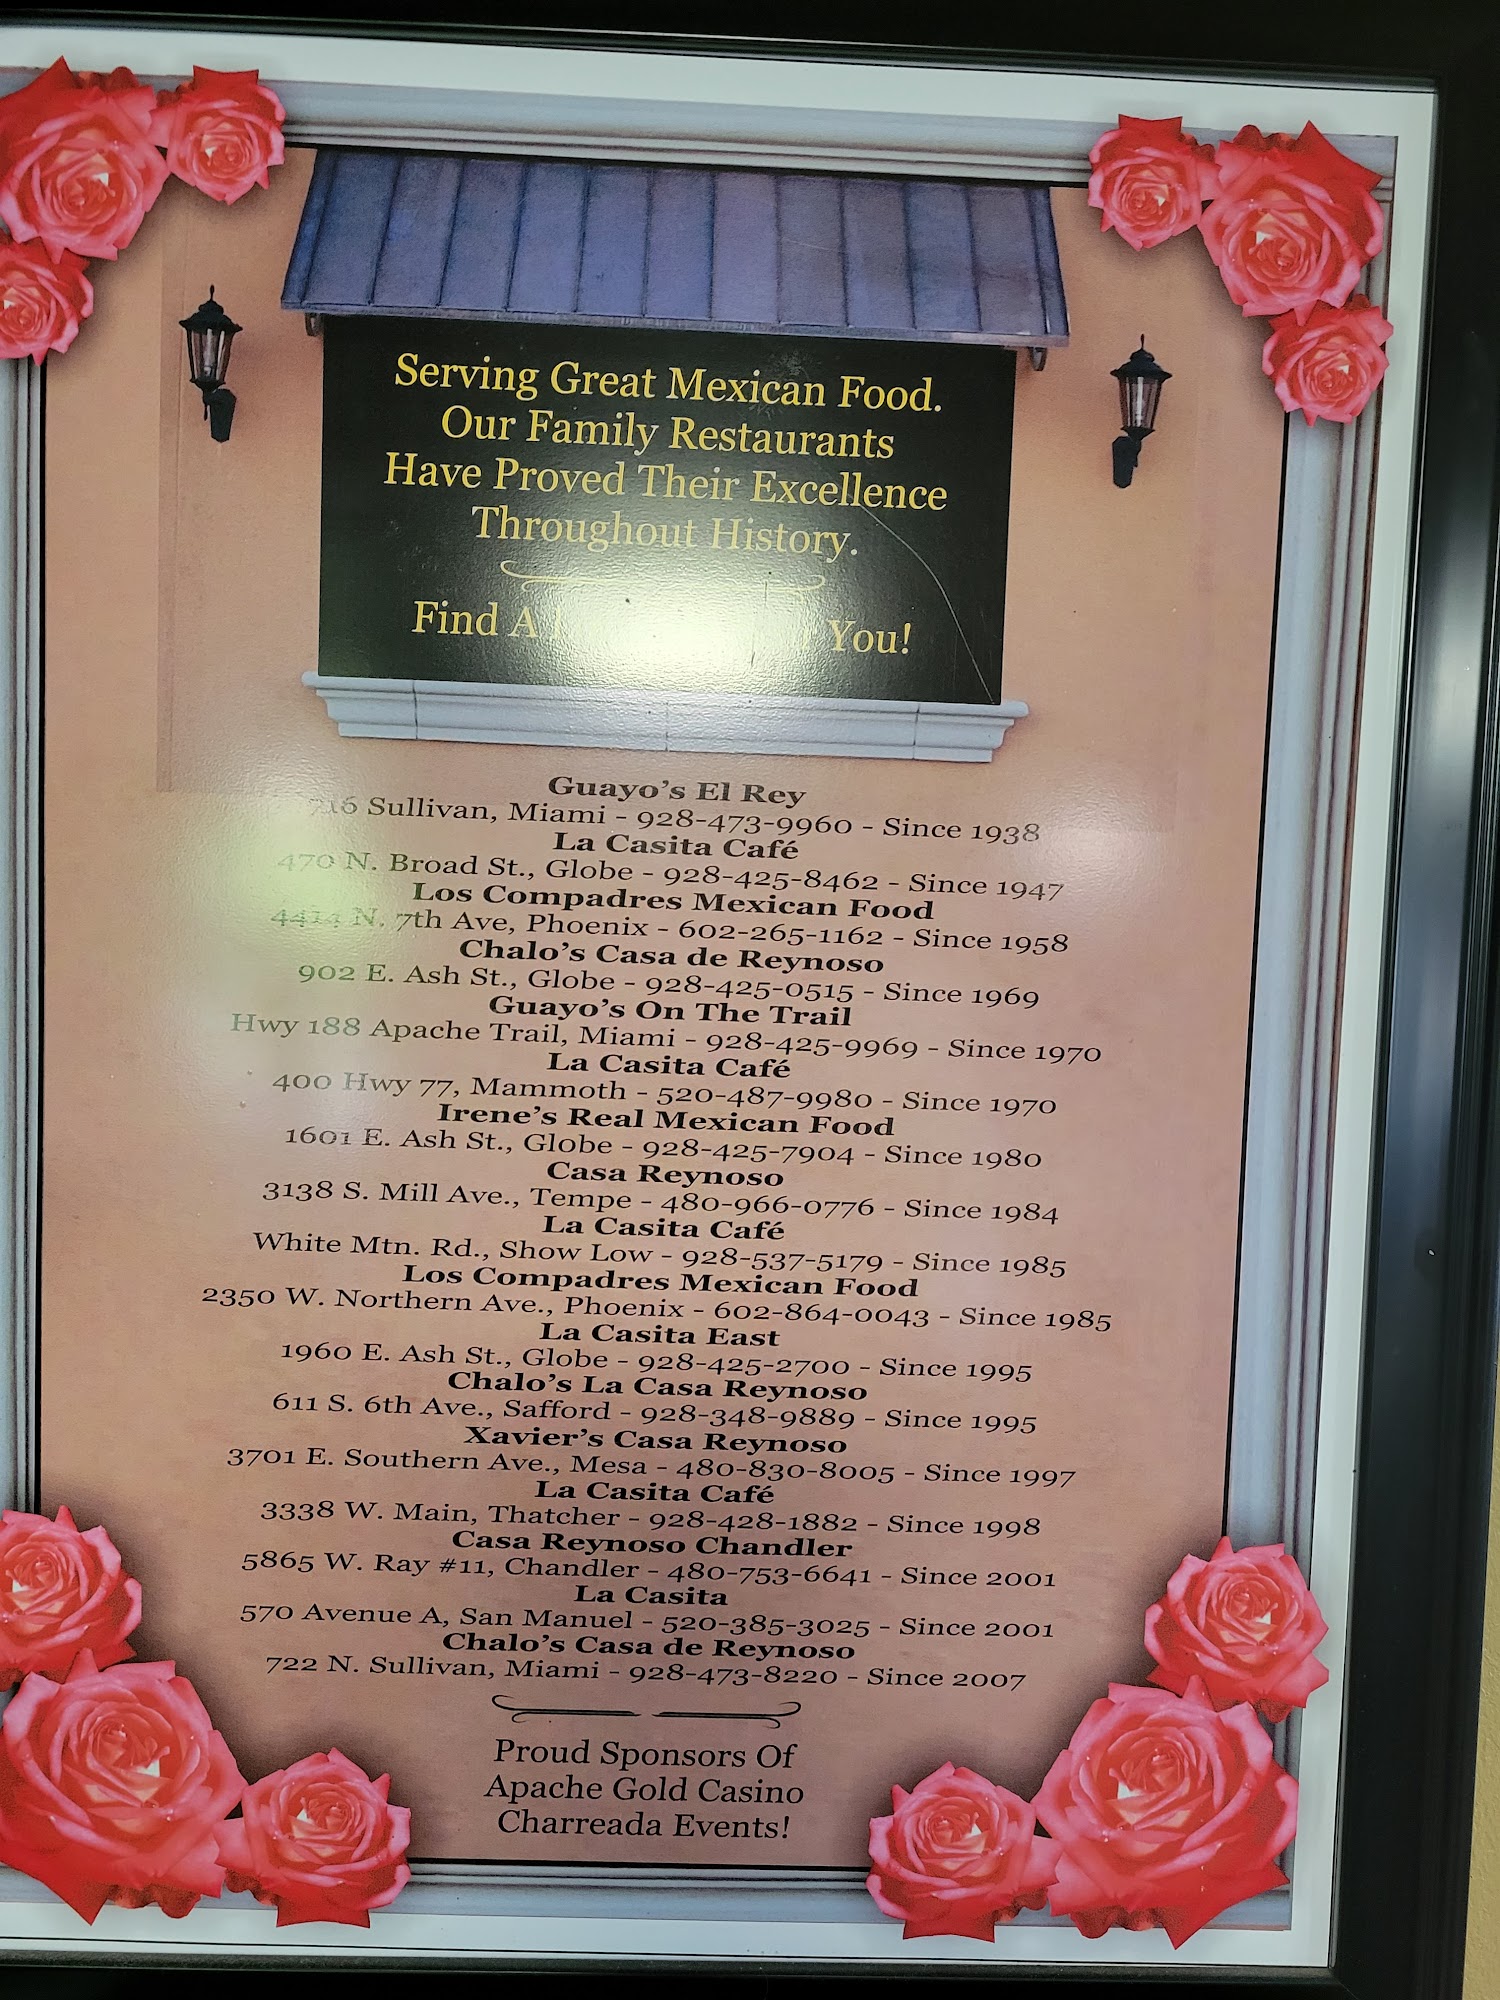 Serving Great Mexican Food.
Our Family Restaurants
Have Proved Their Excellence
Throughout History.
Find A You!
Guayo's El Rey
716 Sullivan, Miami - 928-473-9960 - Since 1938
La Casita Café
470 N. Broad St., Globe - 928-425-8462 - Since 1947
Los Compadres Mexican Food
4414 N. 7th Ave, Phoenix - 602-265-1162 - Since 1958
Chalo's Casa de Reynoso
902 E. Ash St., Globe - 928-425-0515 - Since 1969
Guayo's On The Trail
Hwy 188 Apache Trail, Miami - 928-425-9969 - Since 1970
La Casita Café
400 Hwy 77, Mammoth - 520-487-9980 - Since 1970
Irene's Real Mexican Food
1601 E. Ash St., Globe - 928-425-7904 - Since 1980
Casa Reynoso
3138 S. Mill Ave., Tempe - 480-966-0776 - Since 1984
La Casita Café
White Mtn. Rd., Show Low - 928-537-5179 - Since 1985
Los Compadres Mexican Food
2350 W. Northern Ave., Phoenix - 602-864-0043 - Since 1985
La Casita East
1960 E. Ash St., Globe - 928-425-2700 - Since 1995
Chalo's La Casa Reynoso
611 S. 6th Ave., Safford - 928-348-9889 - Since 1995
Xavier's Casa Reynoso
3701 E. Southern Ave., Mesa - 480-830-8005 - Since 1997
La Casita Café
3338 W. Main, Thatcher - 928-428-1882 - Since 1998
Casa Reynoso Chandler
5865 W. Ray #11, Chandler - 480-753-6641 - Since 2001
La Casita
570 Avenue A, San Manuel - 520-385-3025 - Since 2001
Chalo's Casa de Reynoso
722 N. Sullivan, Miami - 928-473-8220 - Since 2007
Proud Sponsors Of
Apache Gold Casino
Charreada Events!